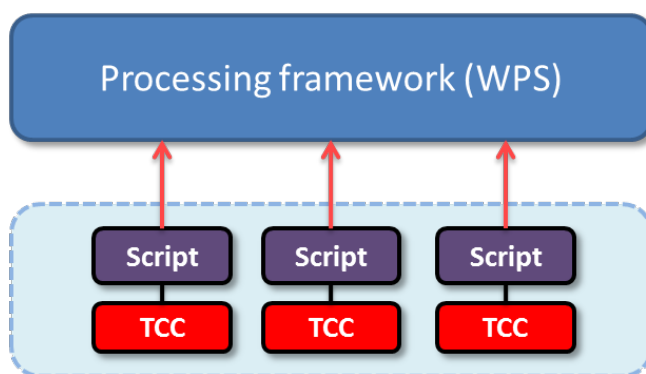 Processing framework (WPS)
Script Script Script
TCC TCC TCC